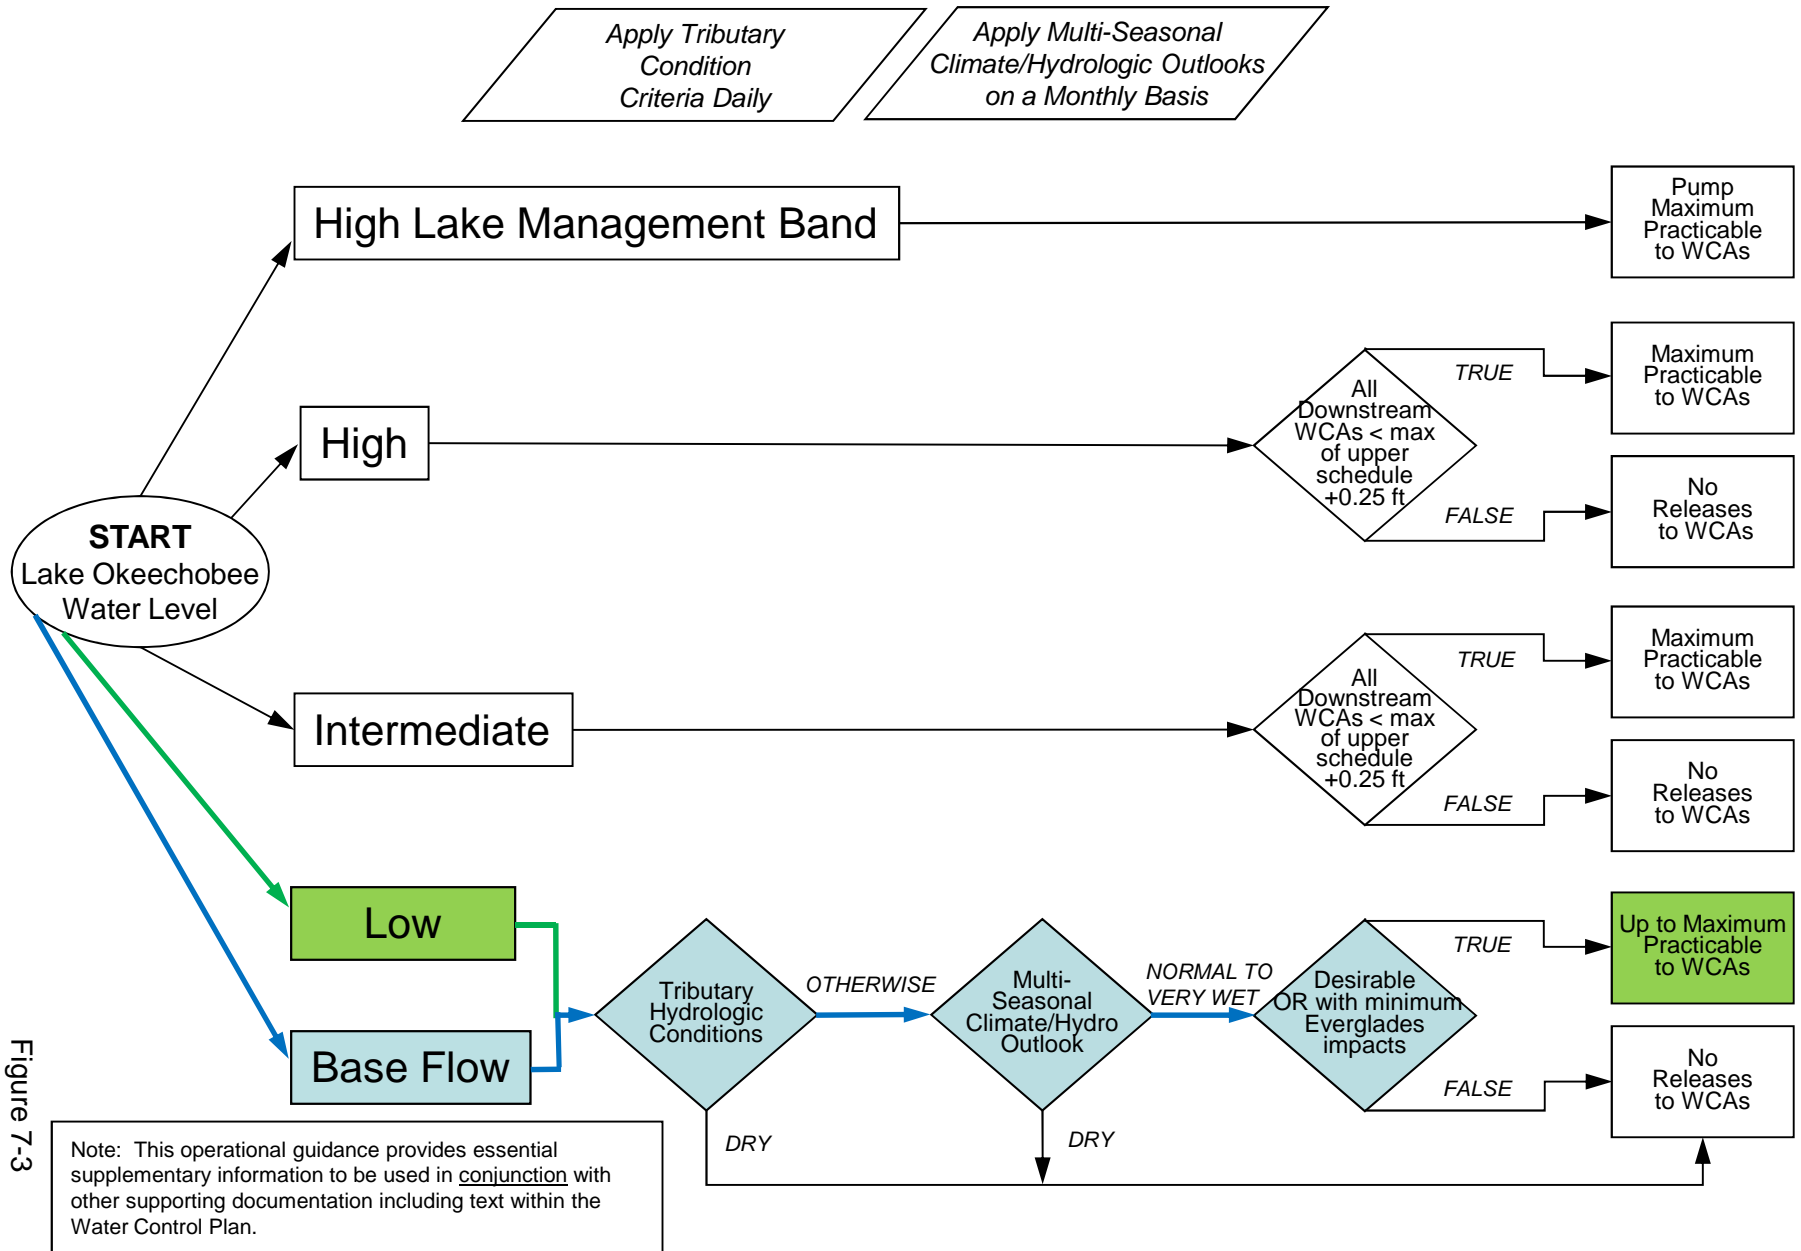 Apply Tributary
Condition
Criteria Daily
Apply Multi-Seasonal
Climate/Hydrologic Outlooks
on a Monthly Basis
High Lake Management Band
Pump
Maximum
Practicable
to WCAs
High
All
Downstream
WCAs < max
of upper
schedule
+0.25 ft
TRUE
Maximum
Practicable
to WCAs
FALSE
No
Releases
to WCAs
START
Lake Okeechobee
Water Level
Intermediate
All
Downstream
WCAs < max
of upper
schedule
+0.25 ft
TRUE
Maximum
Practicable
to WCAs
FALSE
No
Releases
to WCAs
Low
Base Flow
Tributary
Hydrologic
Conditions
OTHERWISE
DRY
Multi-
Seasonal
Climate/Hydro
Outlook
NORMAL TO
VERY WET
DRY
Desirable
OR with minimum
Everglades
impacts
TRUE
Up to Maximum
Practicable
to WCAs
FALSE
No
Releases
to WCAs
Figure 7-3
Note: This operational guidance provides essential
supplementary information to be used in conjunction with
other supporting documentation including text within the
Water Control Plan.